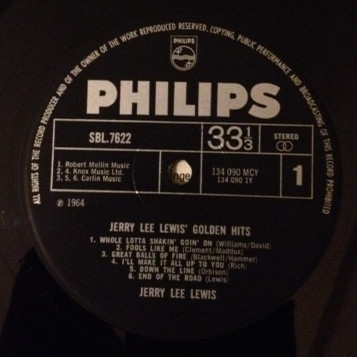 ALL RIGHTS OF THE RECORD PRODUCER AND OF THE OWNER OF THE WORK REPRODUCED RESERVED. COPYING, PUBLIC PERFORMANCE AND BROADCASTING OF THIS RECORD PROHIBITED
PHILIPS
PHILIPS
SBL.7622
33 1/3
STEREO
1. Robert Mellin Music
2. 4. Knox Music Ltd.
3, 5, 6. Carlin Music
134 090 MCY
134 090 1Y
1
℗ 1964
JERRY LEE LEWIS' GOLDEN HITS
1. WHOLE LOTTA SHAKIN' GOIN' ON (Williams/David)
2. FOOLS LIKE ME (Clement/Maddux)
3. GREAT BALLS OF FIRE (Blackwell/Hammer)
4. I'LL MAKE IT ALL UP TO YOU (Rich)
5. DOWN THE LINE (Orbison)
6. END OF THE ROAD (Lewis)
JERRY LEE LEWIS